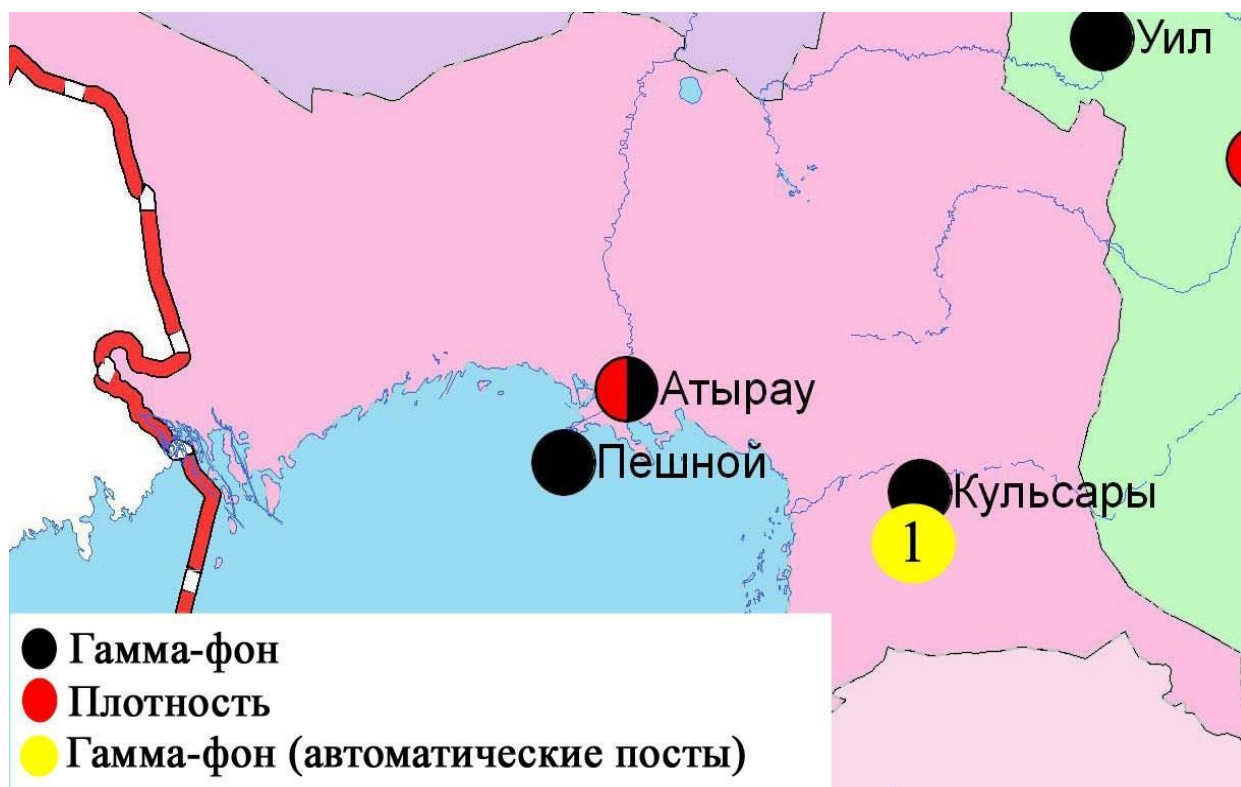 Уил
Атырау
Пешной
Кульсары
1
Гамма-фон
Плотность
Гамма-фон (автоматические посты)